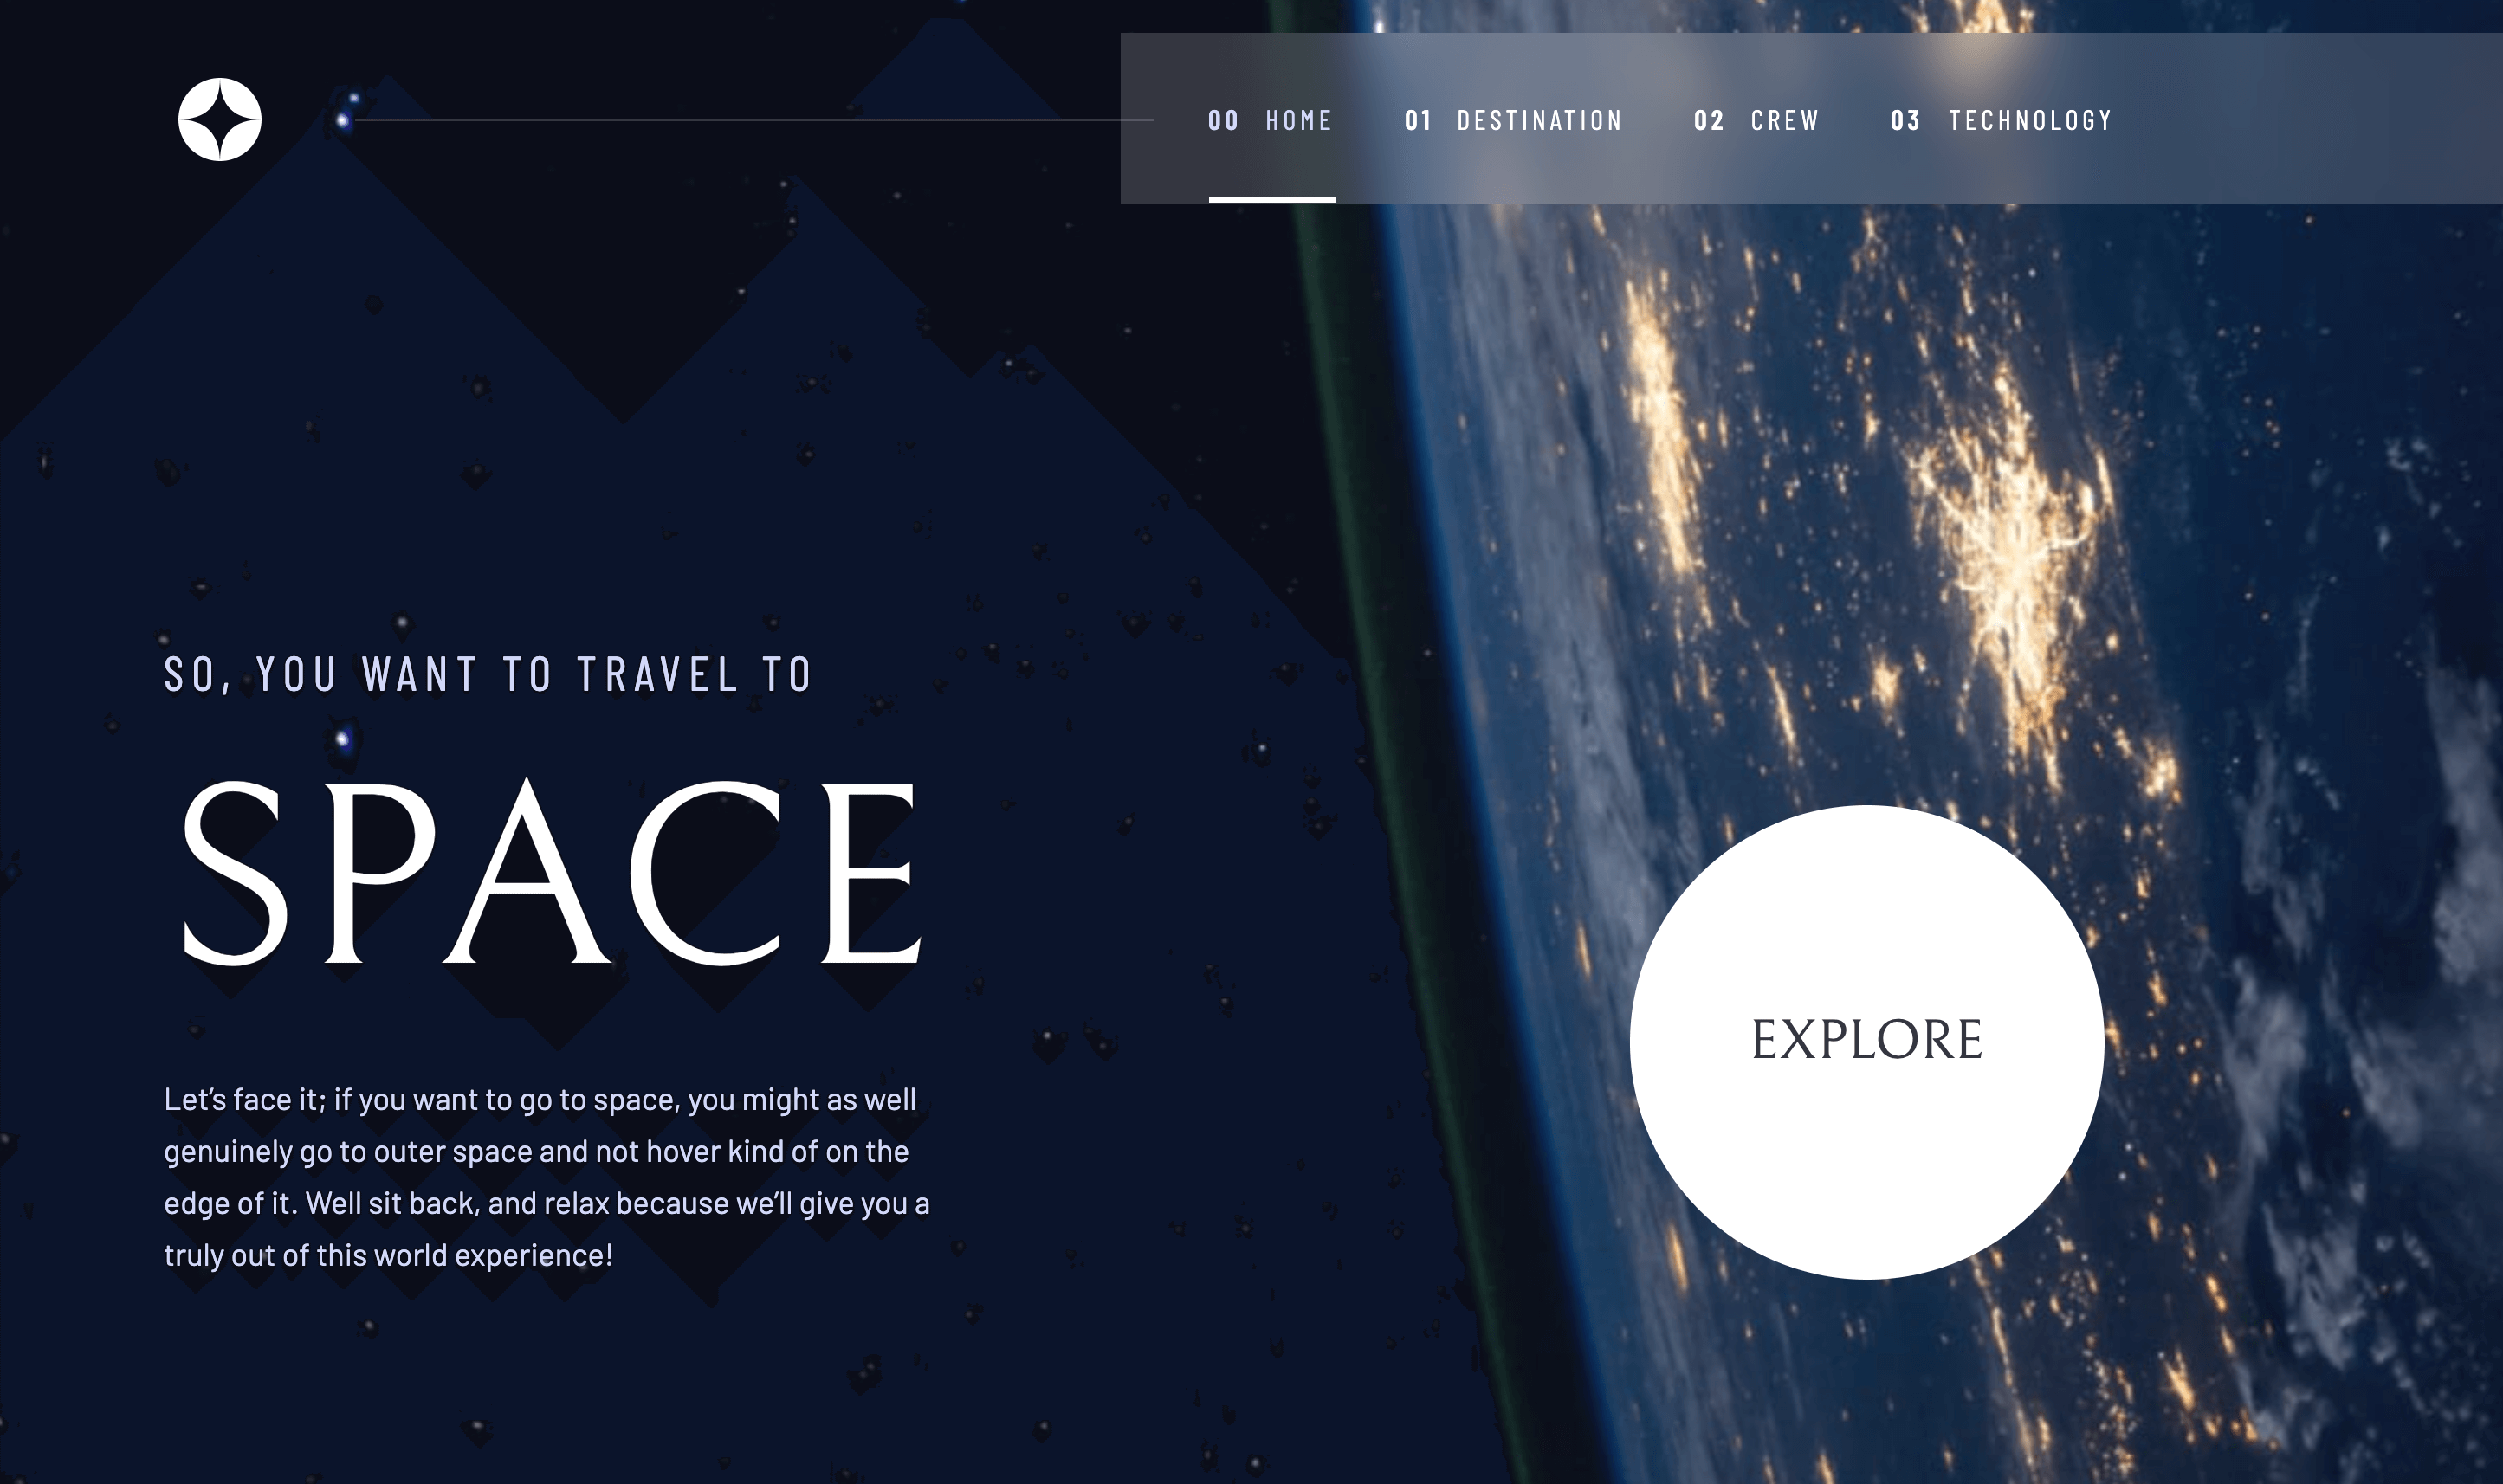 00 HOME 01 DESTINATION 02 CREW 03 TECHNOLOGY
SO, YOU WANT TO TRAVEL TO
SPACE
Let’s face it; if you want to go to space, you might as well
genuinely go to outer space and not hover kind of on the
edge of it. Well sit back, and relax because we’ll give you a
truly out of this world experience!
EXPLORE